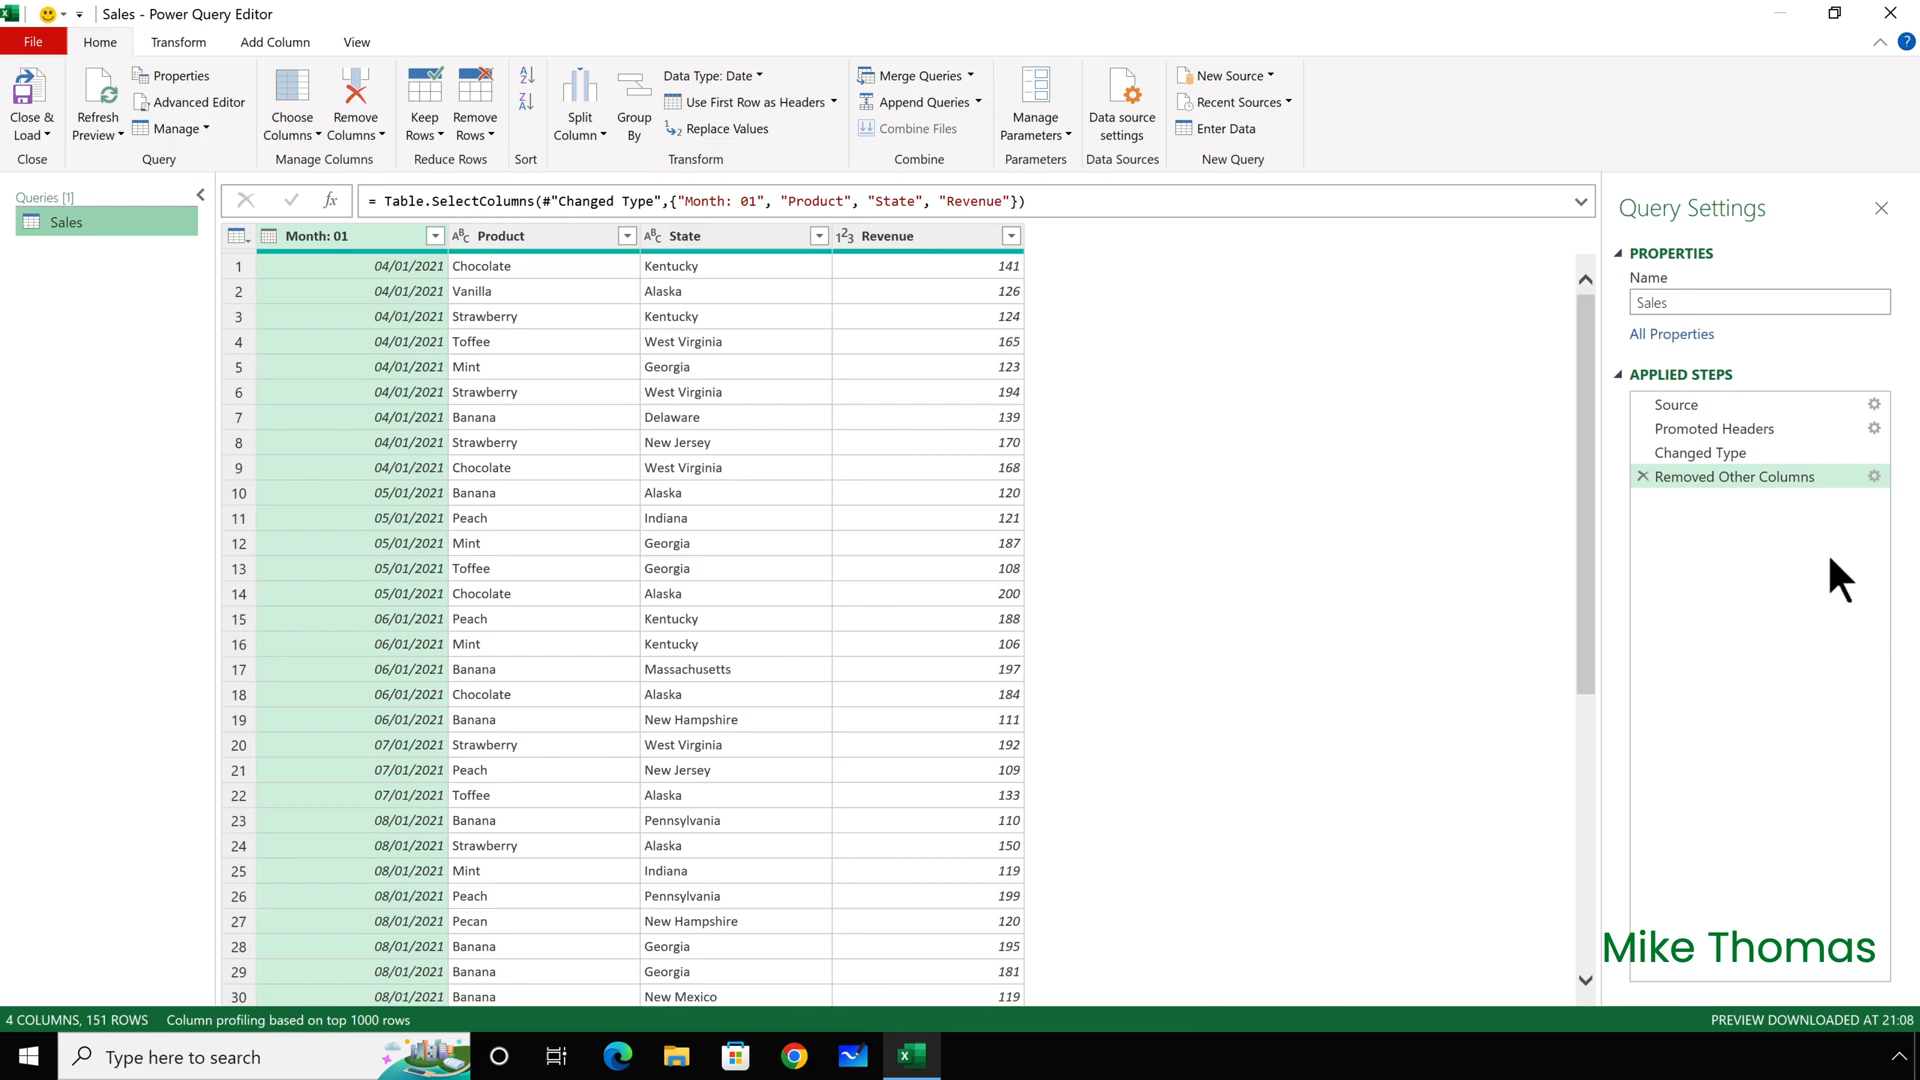 Sales - Power Query Editor
File Home Transform Add Column View
Close & Load
Close
Refresh Preview
Properties
Advanced Editor
Manage
Query
Choose Columns
Remove Columns
Manage Columns
Keep Rows
Remove Rows
Reduce Rows
Sort
Split Column
Group By
Data Type: Date
Use First Row as Headers
Replace Values
Transform
Merge Queries
Append Queries
Combine Files
Combine
Manage Parameters
Parameters
Data source settings
Data Sources
New Source
Recent Sources
Enter Data
New Query
Queries [1]
Sales
fx = Table.SelectColumns(#"Changed Type",{"Month: 01", "Product", "State", "Revenue"})
Month: 01 ABC Product ABC State 123 Revenue
1 04/01/2021 Chocolate Kentucky 141
2 04/01/2021 Vanilla Alaska 126
3 04/01/2021 Strawberry Kentucky 124
4 04/01/2021 Toffee West Virginia 165
5 04/01/2021 Mint Georgia 123
6 04/01/2021 Strawberry West Virginia 194
7 04/01/2021 Banana Delaware 139
8 04/01/2021 Strawberry New Jersey 170
9 04/01/2021 Chocolate West Virginia 168
10 05/01/2021 Banana Alaska 120
11 05/01/2021 Peach Indiana 121
12 05/01/2021 Mint Georgia 187
13 05/01/2021 Toffee Georgia 108
14 05/01/2021 Chocolate Alaska 200
15 06/01/2021 Peach Kentucky 188
16 06/01/2021 Mint Kentucky 106
17 06/01/2021 Banana Massachusetts 197
18 06/01/2021 Chocolate Alaska 184
19 06/01/2021 Banana New Hampshire 111
20 07/01/2021 Strawberry West Virginia 192
21 07/01/2021 Peach New Jersey 109
22 07/01/2021 Toffee Alaska 133
23 08/01/2021 Banana Pennsylvania 110
24 08/01/2021 Strawberry Alaska 150
25 08/01/2021 Mint Indiana 119
26 08/01/2021 Peach Pennsylvania 199
27 08/01/2021 Pecan New Hampshire 120
28 08/01/2021 Banana Georgia 195
29 08/01/2021 Banana Georgia 181
30 08/01/2021 Banana New Mexico 119
Query Settings
PROPERTIES
Name
Sales
All Properties
APPLIED STEPS
Source
Promoted Headers
Changed Type
Removed Other Columns
Mike Thomas
4 COLUMNS, 151 ROWS Column profiling based on top 1000 rows PREVIEW DOWNLOADED AT 21:08
Type here to search